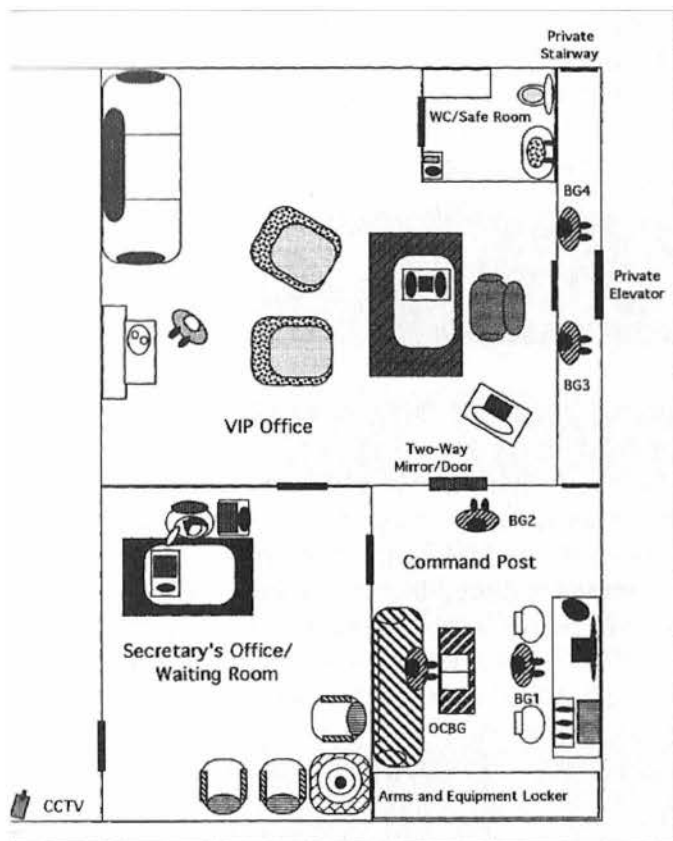 Private
Stairway
WC/Safe Room
BG4
Private
Elevator
BG3
VIP Office
Two-Way
Mirror/Door
BG2
Command Post
Secretary's Office/
Waiting Room
BG1
OCBG
Arms and Equipment Locker
CCTV